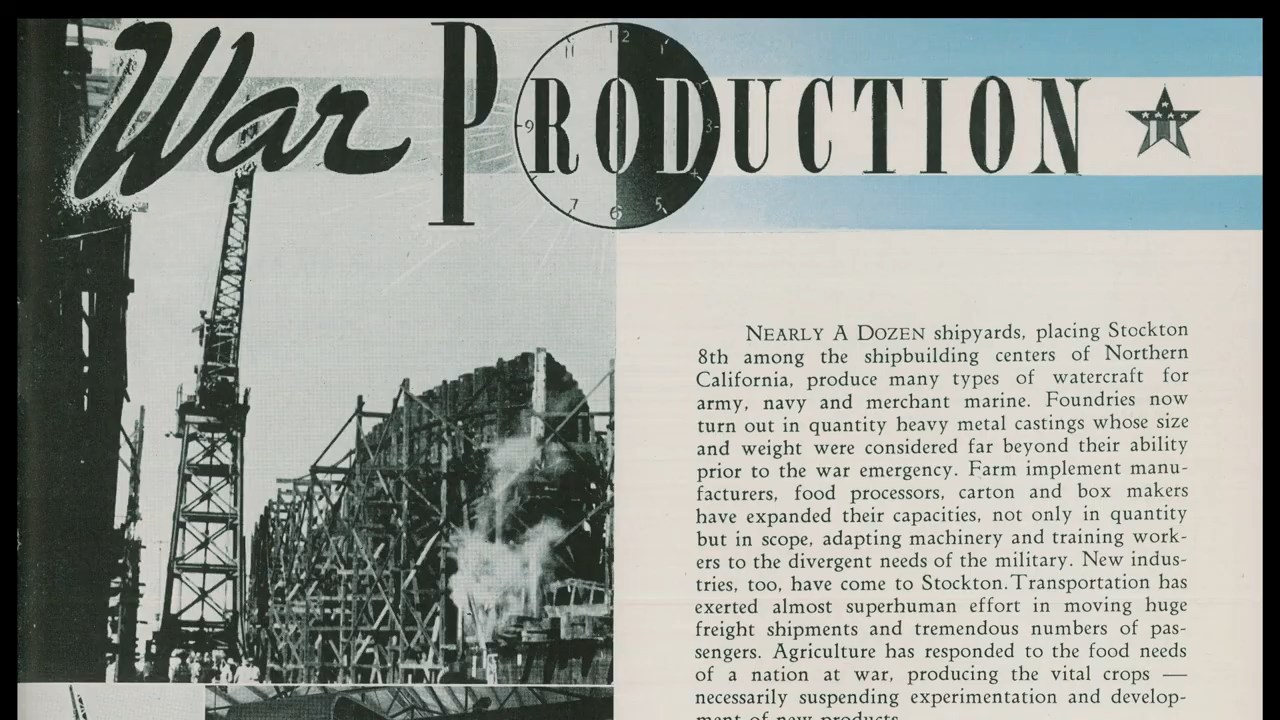 War PRODUCTION
12
11 1
9 3
7 6 5
NEARLY A DOZEN shipyards, placing Stockton
8th among the shipbuilding centers of Northern
California, produce many types of watercraft for
army, navy and merchant marine. Foundries now
turn out in quantity heavy metal castings whose size
and weight were considered far beyond their ability
prior to the war emergency. Farm implement manu-
facturers, food processors, carton and box makers
have expanded their capacities, not only in quantity
but in scope, adapting machinery and training work-
ers to the divergent needs of the military. New indus-
tries, too, have come to Stockton. Transportation has
exerted almost superhuman effort in moving huge
freight shipments and tremendous numbers of pas-
sengers. Agriculture has responded to the food needs
of a nation at war, producing the vital crops —
necessarily suspending experimentation and develop-
ment of new products.